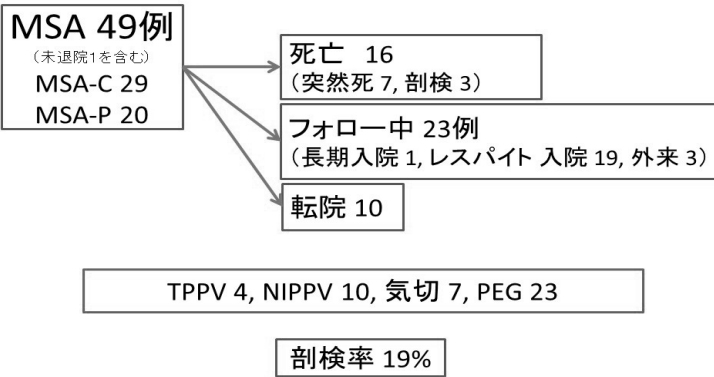 MSA 49例
（未退院1を含む）
MSA-C 29
MSA-P 20
死亡 16
（突然死 7, 剖検 3）
フォロー中 23例
（長期入院 1, レスパイト 入院 19, 外来 3）
転院 10
TPPV 4, NIPPV 10, 気切 7, PEG 23
剖検率 19%